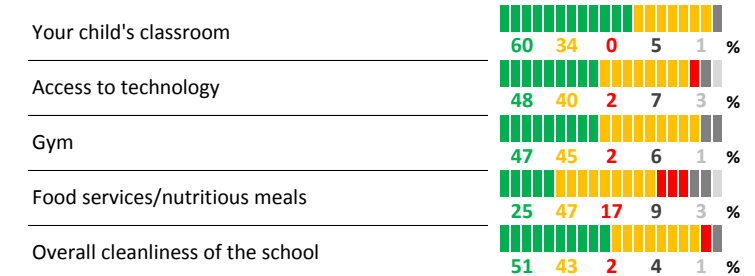 Your child's classroom
60 34 0 5 1 %
Access to technology
48 40 2 7 3 %
Gym
47 45 2 6 1 %
Food services/nutritious meals
25 47 17 9 3 %
Overall cleanliness of the school
51 43 2 4 1 %